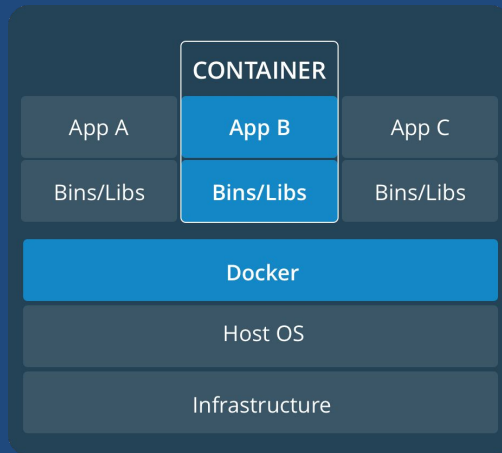 CONTAINER
App A App B App C
Bins/Libs Bins/Libs Bins/Libs
Docker
Host OS
Infrastructure